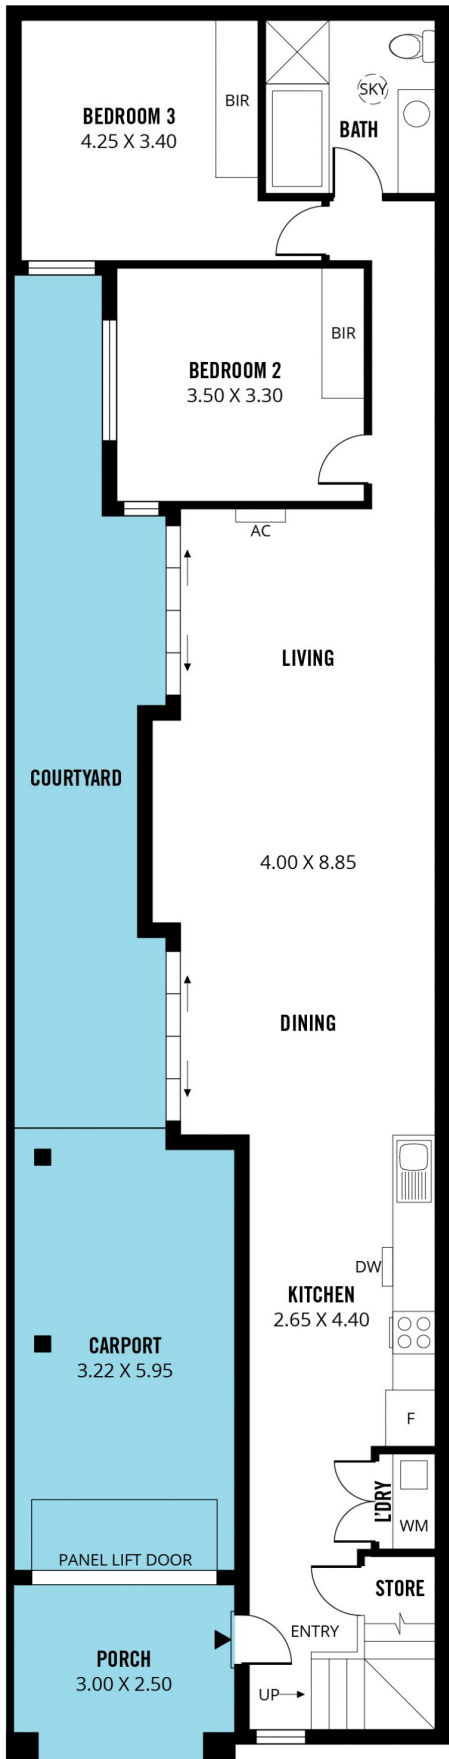 BEDROOM 3
4.25 X 3.40
BIR
SKY
BATH
BEDROOM 2
3.50 X 3.30
BIR
AC
LIVING
COURTYARD
4.00 X 8.85
DINING
DW
KITCHEN
2.65 X 4.40
CARPORT
3.22 X 5.95
F
L'DRY
WM
PANEL LIFT DOOR
STORE
ENTRY
PORCH
3.00 X 2.50
UP